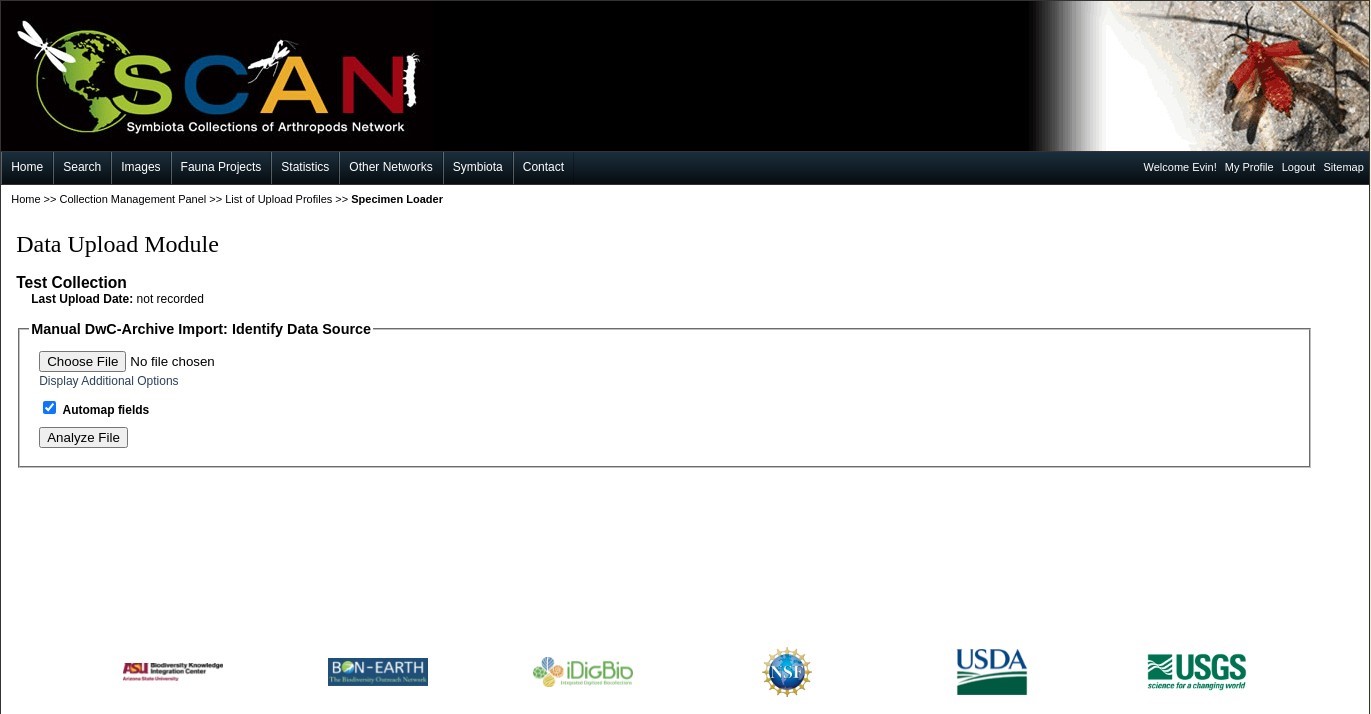 SCAN
Symbiota Collections of Arthropods Network
Home Search Images Fauna Projects Statistics Other Networks Symbiota Contact Welcome Evin! My Profile Logout Sitemap
Home >> Collection Management Panel >> List of Upload Profiles >> Specimen Loader
Data Upload Module
Test Collection
Last Upload Date: not recorded
Manual DwC-Archive Import: Identify Data Source
Choose File No file chosen
Display Additional Options
Automap fields
Analyze File
ASU Biodiversity Knowledge
Integration Center
Arizona State University
BON-EARTH
The Biodiversity Outreach Network
iDigBio
Integrated Digitized Biocollections
NSF
USDA
USGS
science for a changing world